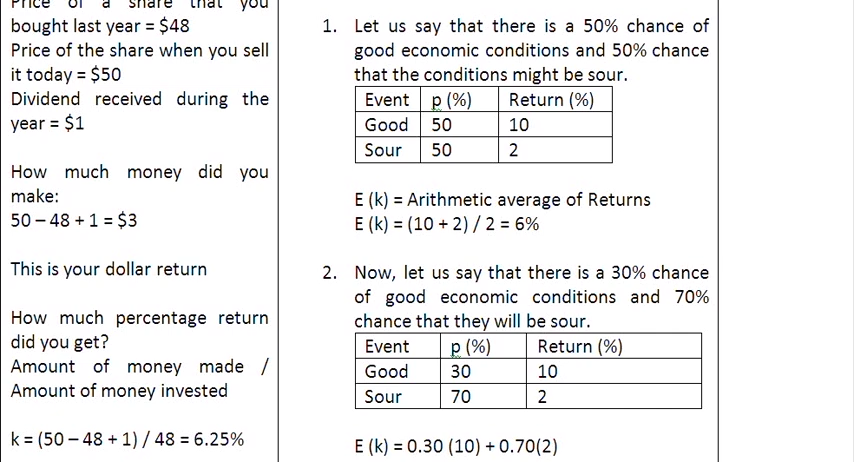 Price of a share that you
bought last year = $48
Price of the share when you sell
it today = $50
Dividend received during the
year = $1
How much money did you
make:
50 – 48 + 1 = $3
This is your dollar return
How much percentage return
did you get?
Amount of money made /
Amount of money invested
k = (50 – 48 + 1) / 48 = 6.25%
1. Let us say that there is a 50% chance of
good economic conditions and 50% chance
that the conditions might be sour.
Event p (%) Return (%)
Good 50 10
Sour 50 2
E (k) = Arithmetic average of Returns
E (k) = (10 + 2) / 2 = 6%
2. Now, let us say that there is a 30% chance
of good economic conditions and 70%
chance that they will be sour.
Event p (%) Return (%)
Good 30 10
Sour 70 2
E (k) = 0.30 (10) + 0.70(2)